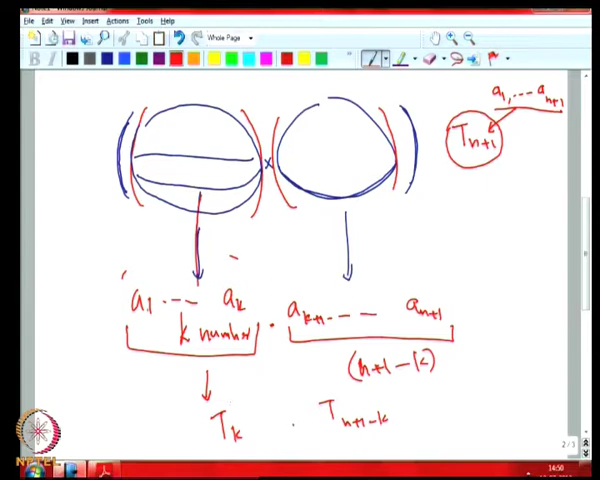 File Edit View Insert Actions Tools Help
Whole Page
B I
a1, ... an+1
Tn+1
( ( ) × ( ) )
a1 ... ak . ak+1 ... an+1
k number
(n+1-k)
Tk . Tn+1-k
2/3
NPTEL
14:50